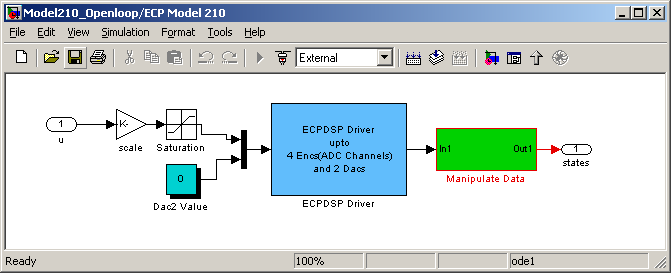 Model210_Openloop/ECP Model 210
File Edit View Simulation Format Tools Help
External
1
u
K-
scale
Saturation
0
Dac2 Value
ECPDSP Driver
upto
4 Encs(ADC Channels)
and 2 Dacs
ECPDSP Driver
In1 Out1
Manipulate Data
1
states
Ready 100% ode1